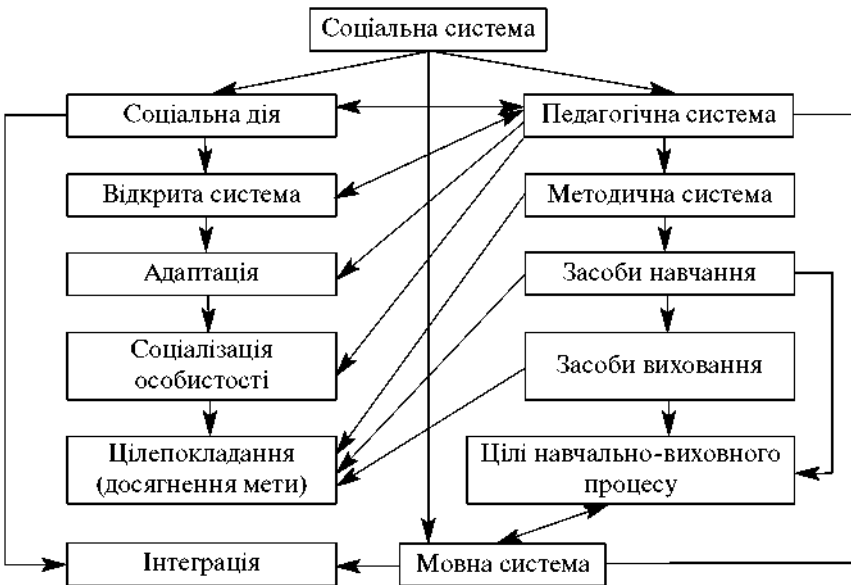 Соціальна система
Соціальна дія
Педагогічна система
Відкрита система
Методична система
Адаптація
Засоби навчання
Соціалізація
особистості
Засоби виховання
Цілепокладання
(досягнення мети)
Цілі навчально-виховного
процесу
Інтеграція
Мовна система